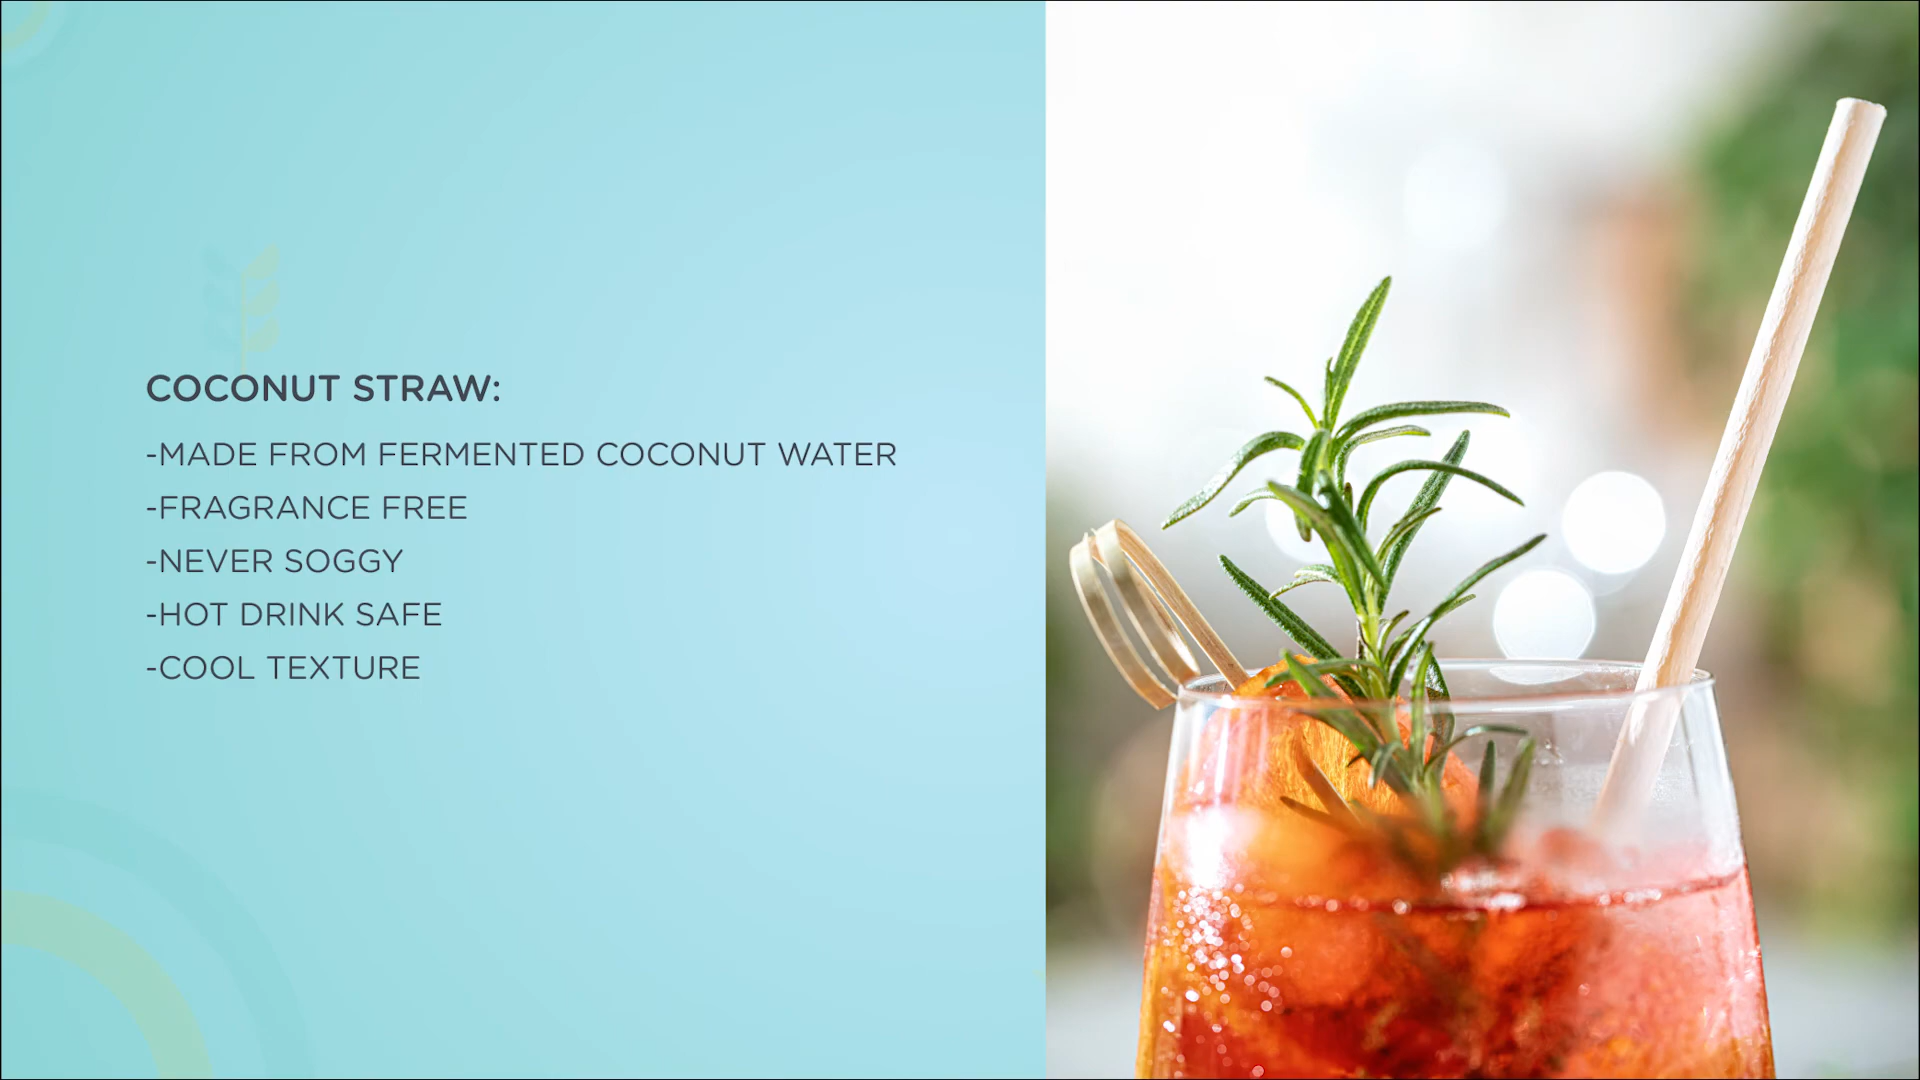 COCONUT STRAW:
-MADE FROM FERMENTED COCONUT WATER
-FRAGRANCE FREE
-NEVER SOGGY
-HOT DRINK SAFE
-COOL TEXTURE